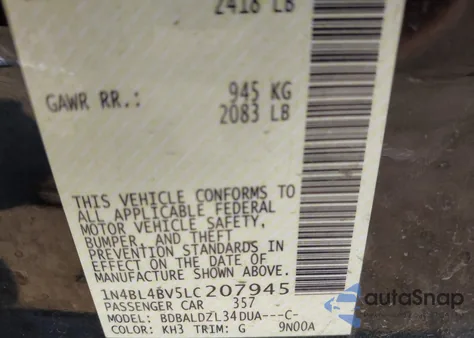 2418 LB
GAWR RR.: 945 KG
2083 LB
THIS VEHICLE CONFORMS TO
ALL APPLICABLE FEDERAL
MOTOR VEHICLE SAFETY,
BUMPER, AND THEFT
PREVENTION STANDARDS IN
EFFECT ON THE DATE OF
MANUFACTURE SHOWN ABOVE.
1N4BL4BV5LC207945
PASSENGER CAR 357
MODEL: BDBALDZL34DUA---C-
COLOR: KH3 TRIM: G 9N00A
autoSnap